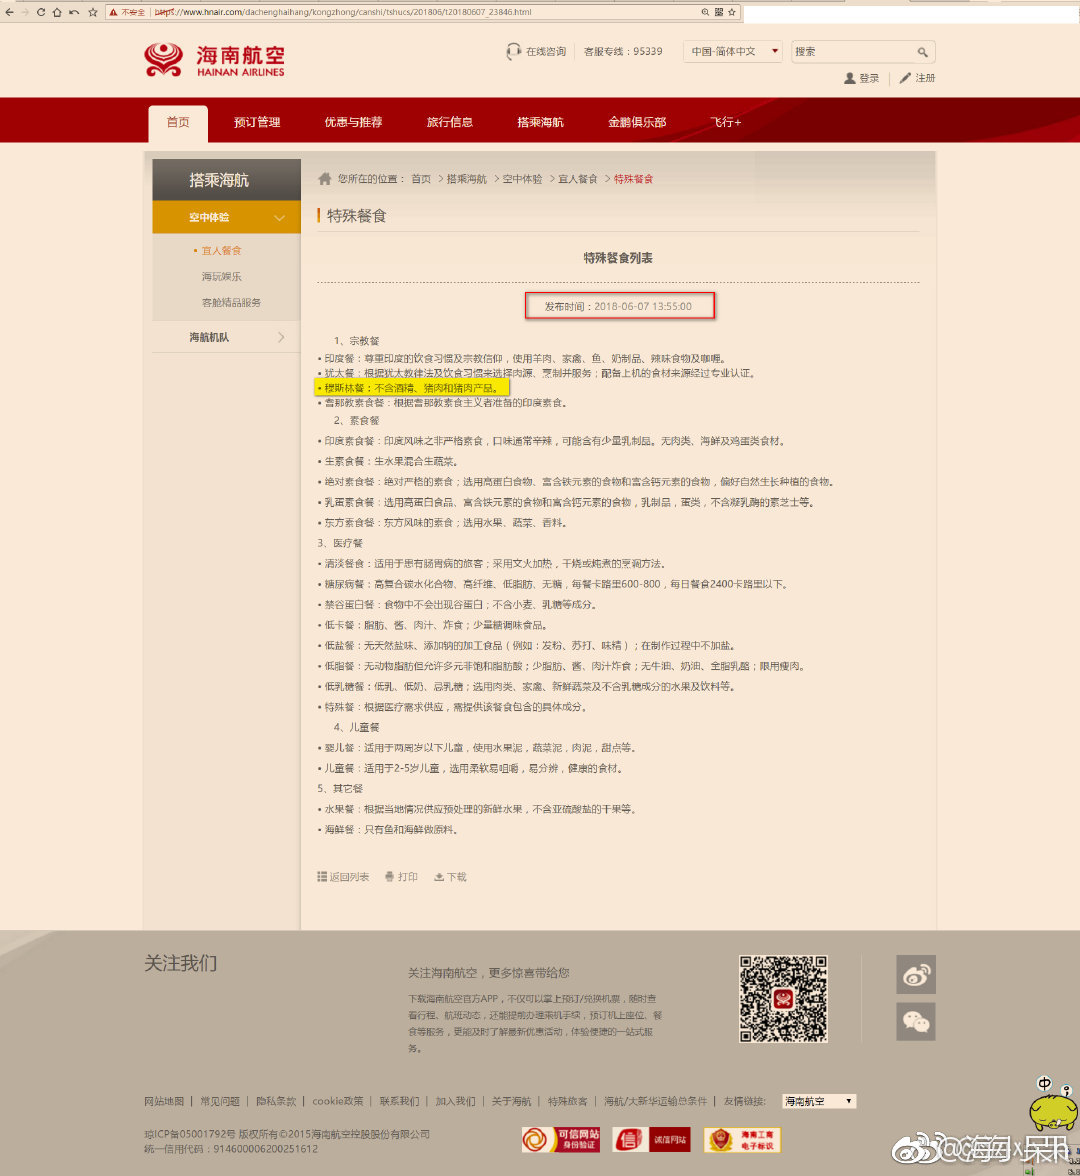 不安全 https://www.hnair.com/dachenghaihang/kongzhong/canshi/tshucs/201806/t20180607_23846.html
海南航空
HAINAN AIRLINES
在线咨询 客服专线：95339 中国-简体中文 搜索
登录 注册
首页 预订管理 优惠与推荐 旅行信息 搭乘海航 金鹏俱乐部 飞行+
搭乘海航
空中体验
• 宜人餐食
海玩娱乐
客舱精品服务
海航机队
您所在的位置： 首页 >搭乘海航 >空中体验 >宜人餐食 >特殊餐食
特殊餐食
特殊餐食列表
发布时间：2018-06-07 13:55:00
1、宗教餐
• 印度餐：尊重印度的饮食习惯及宗教信仰，使用羊肉、家禽、鱼、奶制品、辣味食物及咖喱。
• 犹太餐：根据犹太教律法及饮食习惯来选择肉源、烹制并服务；配备上机的食材来源经过专业认证。
• 穆斯林餐：不含酒精、猪肉和猪肉产品。
• 耆那教素食餐：根据耆那教素食主义者准备的印度素食。
2、素食餐
• 印度素食餐：印度风味之非严格素食，口味通常辛辣，可能含有少量乳制品。无肉类、海鲜及鸡蛋类食材。
• 生素食餐：生水果混合生蔬菜。
• 绝对素食餐：绝对严格的素食；选用高蛋白食物、富含铁元素的食物和富含钙元素的食物，偏好自然生长种植的食物。
• 乳蛋素食餐：选用高蛋白食品、富含铁元素的食物和富含钙元素的食物，乳制品，蛋类，不含凝乳酶的素芝士等。
• 东方素食餐：东方风味的素食；选用水果、蔬菜、香料。
3、医疗餐
• 清淡餐食：适用于患有肠胃病的旅客；采用文火加热，干烧或炖煮的烹调方法。
• 糖尿病餐：高复合碳水化合物、高纤维、低脂肪、无糖，每餐卡路里600-800，每日餐食2400卡路里以下。
• 禁谷蛋白餐：食物中不会出现谷蛋白；不含小麦、乳糖等成分。
• 低卡餐：脂肪、酱、肉汁、炸食；少量糖调味食品。
• 低盐餐：无天然盐味、添加钠的加工食品（例如：发粉、苏打、味精）；在制作过程中不加盐。
• 低脂餐：无动物脂肪但允许多元非饱和脂肪酸；少脂肪、酱、肉汁炸食；无牛油、奶油、全脂乳酪；限用瘦肉。
• 低乳糖餐：低乳、低奶、忌乳糖；选用肉类、家禽、新鲜蔬菜及不含乳糖成分的水果及饮料等。
• 特殊餐：根据医疗需求供应，需提供该餐食包含的具体成分。
4、儿童餐
• 婴儿餐：适用于两周岁以下儿童，使用水果泥，蔬菜泥，肉泥，甜点等。
• 儿童餐：适用于2-5岁儿童，选用柔软易咀嚼，易分辨，健康的食材。
5、其它餐
• 水果餐：根据当地情况供应预处理的新鲜水果，不含亚硫酸盐的干果等。
• 海鲜餐：只有鱼和海鲜做原料。
返回列表 打印 下载
关注我们
关注海南航空，更多惊喜带给您
下载海南航空官方APP，不仅可以掌上预订/兑换机票，随时查
看行程、航班动态，还能提前办理乘机手续，预订机上座位、餐
食等服务，更能及时了解最新优惠活动，体验便捷的一站式服
务。
网站地图 | 常见问题 | 隐私条款 | cookie政策 | 联系我们 | 加入我们 | 关于海航 | 特殊旅客 | 海航/大新华运输总条件 | 友情链接: 海南航空
琼ICP备05001792号 版权所有©2015海南航空控股股份有限公司
统一信用代码：914600006200251612
可信网站
身份验证
诚信网站
海南工商
电子标识
中